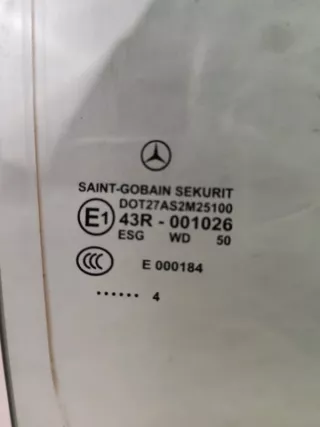 SAINT-GOBAIN SEKURIT
DOT27AS2M25100
E1 43R - 001026
ESG WD 50
CCC E 000184
...... 4